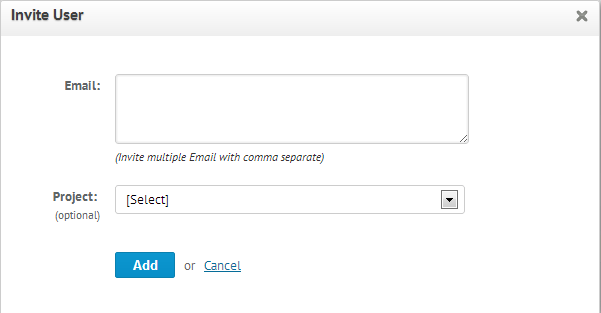 Invite User
Email:
(Invite multiple Email with comma separate)
Project:
[Select]
(optional)
Add or Cancel